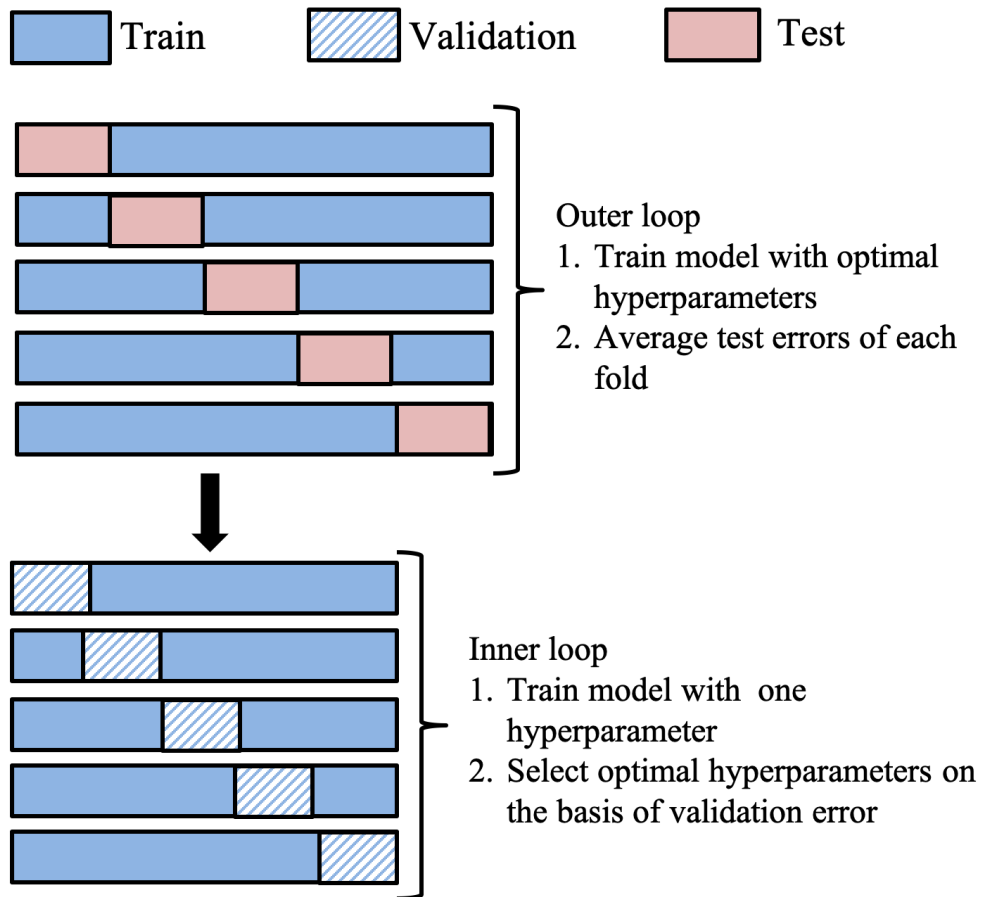 Train
Validation
Test
Outer loop
1. Train model with optimal
hyperparameters
2. Average test errors of each
fold
Inner loop
1. Train model with one
hyperparameter
2. Select optimal hyperparameters on
the basis of validation error